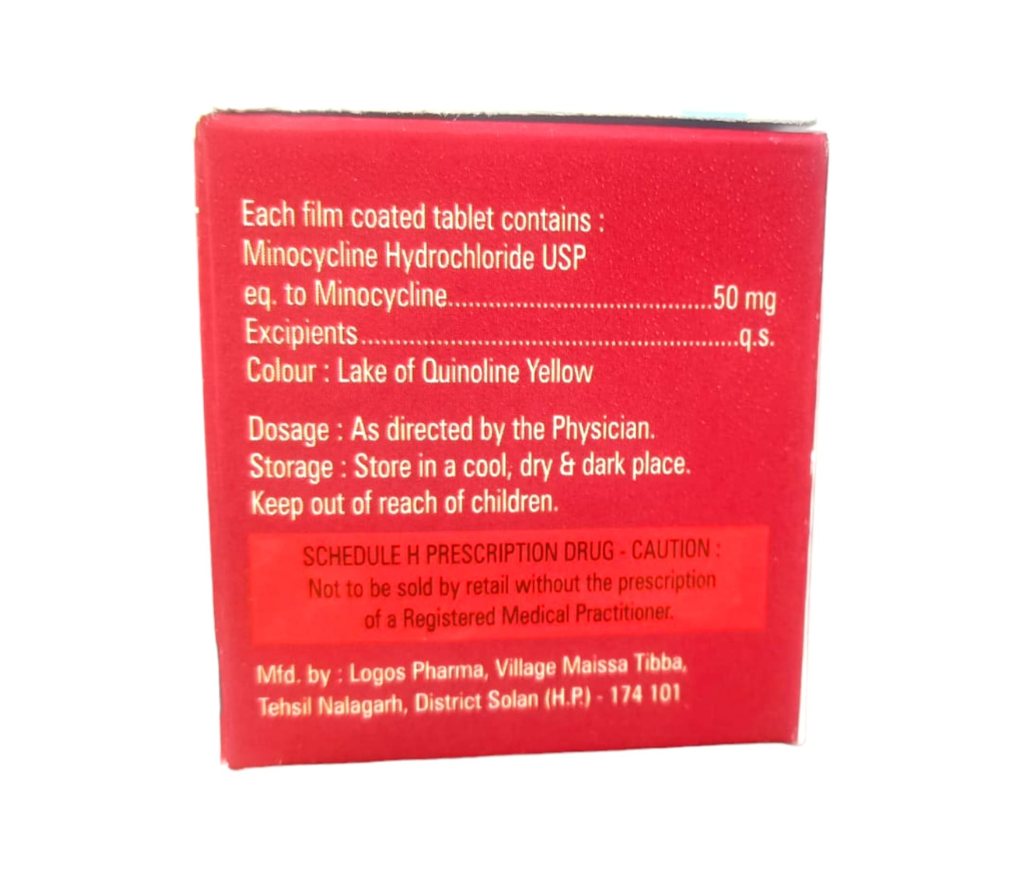 Each film coated tablet contains :
Minocycline Hydrochloride USP
eq. to Minocycline.......................................50 mg
Excipients........................................................q.s.
Colour : Lake of Quinoline Yellow
Dosage : As directed by the Physician.
Storage : Store in a cool, dry & dark place.
Keep out of reach of children.
SCHEDULE H PRESCRIPTION DRUG - CAUTION :
Not to be sold by retail without the prescription
of a Registered Medical Practitioner.
Mfd. by : Logos Pharma, Village Maissa Tibba,
Tehsil Nalagarh, District Solan (H.P.) - 174 101